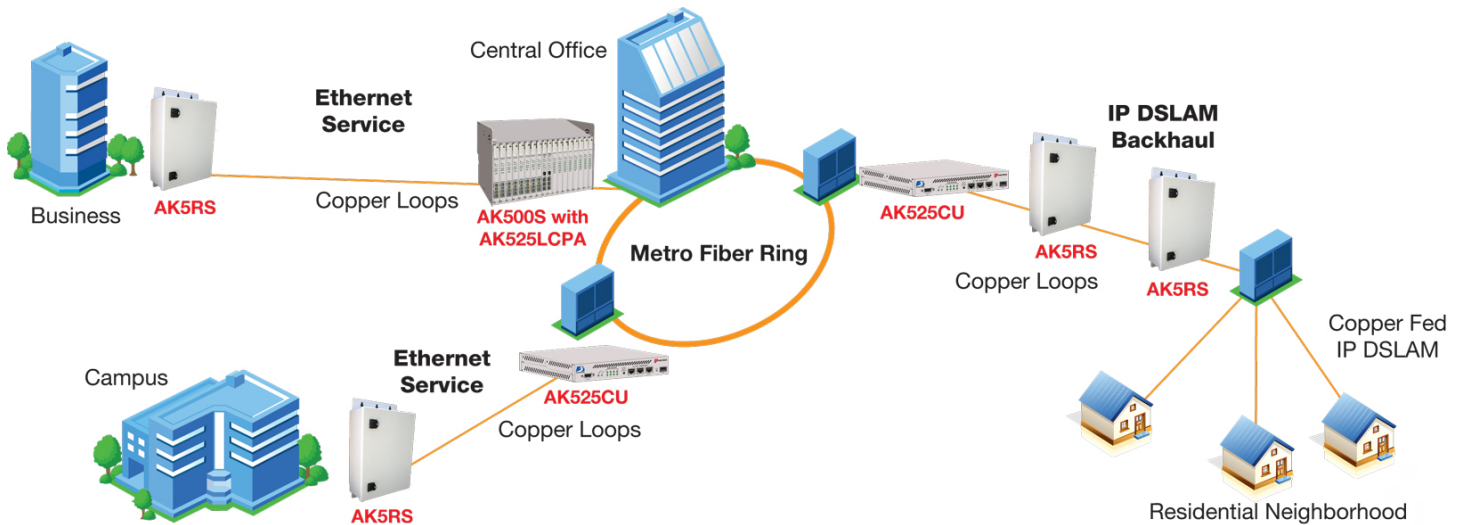 Central Office
Ethernet
Service
IP DSLAM
Backhaul
Copper Loops
Business
AK5RS
AK500S with
AK525LCPA
AK525CU
Metro Fiber Ring
AK5RS
Copper Loops
AK5RS
Copper Fed
IP DSLAM
Ethernet
Service
Campus
AK525CU
Copper Loops
AK5RS
Residential Neighborhood